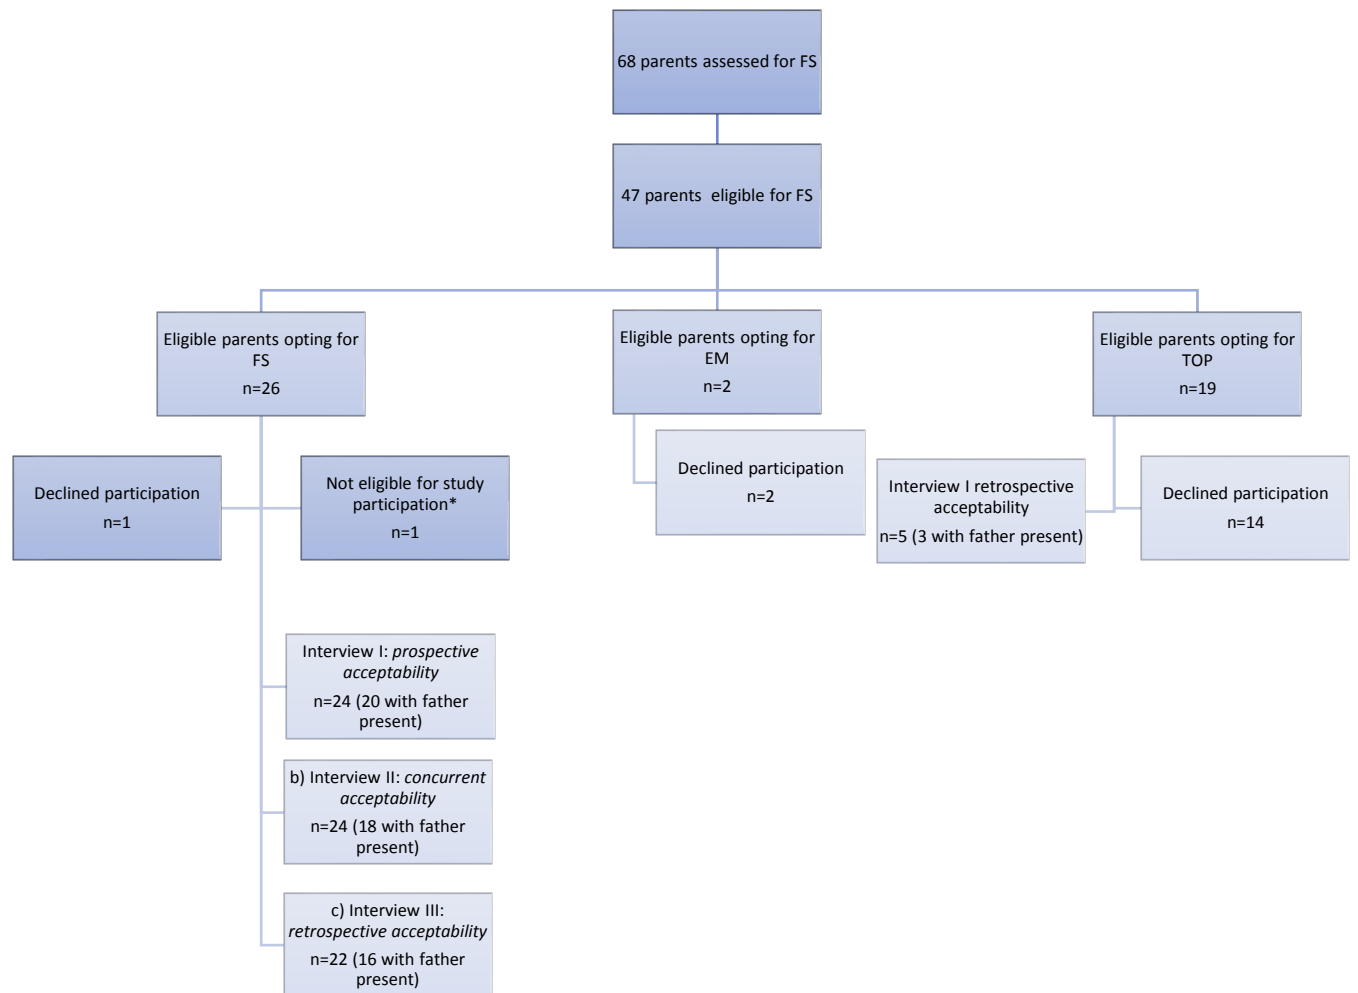 68 parents assessed for FS
47 parents eligible for FS
Eligible parents opting for
FS
n=26
Eligible parents opting for
EM
n=2
Eligible parents opting for
TOP
n=19
Declined participation
n=1
Not eligible for study
participation*
n=1
Declined participation
n=2
Interview I retrospective
acceptability
n=5 (3 with father present)
Declined participation
n=14
Interview I: prospective
acceptability
n=24 (20 with father
present)
b) Interview II: concurrent
acceptability
n=24 (18 with father
present)
c) Interview III:
retrospective acceptability
n=22 (16 with father
present)